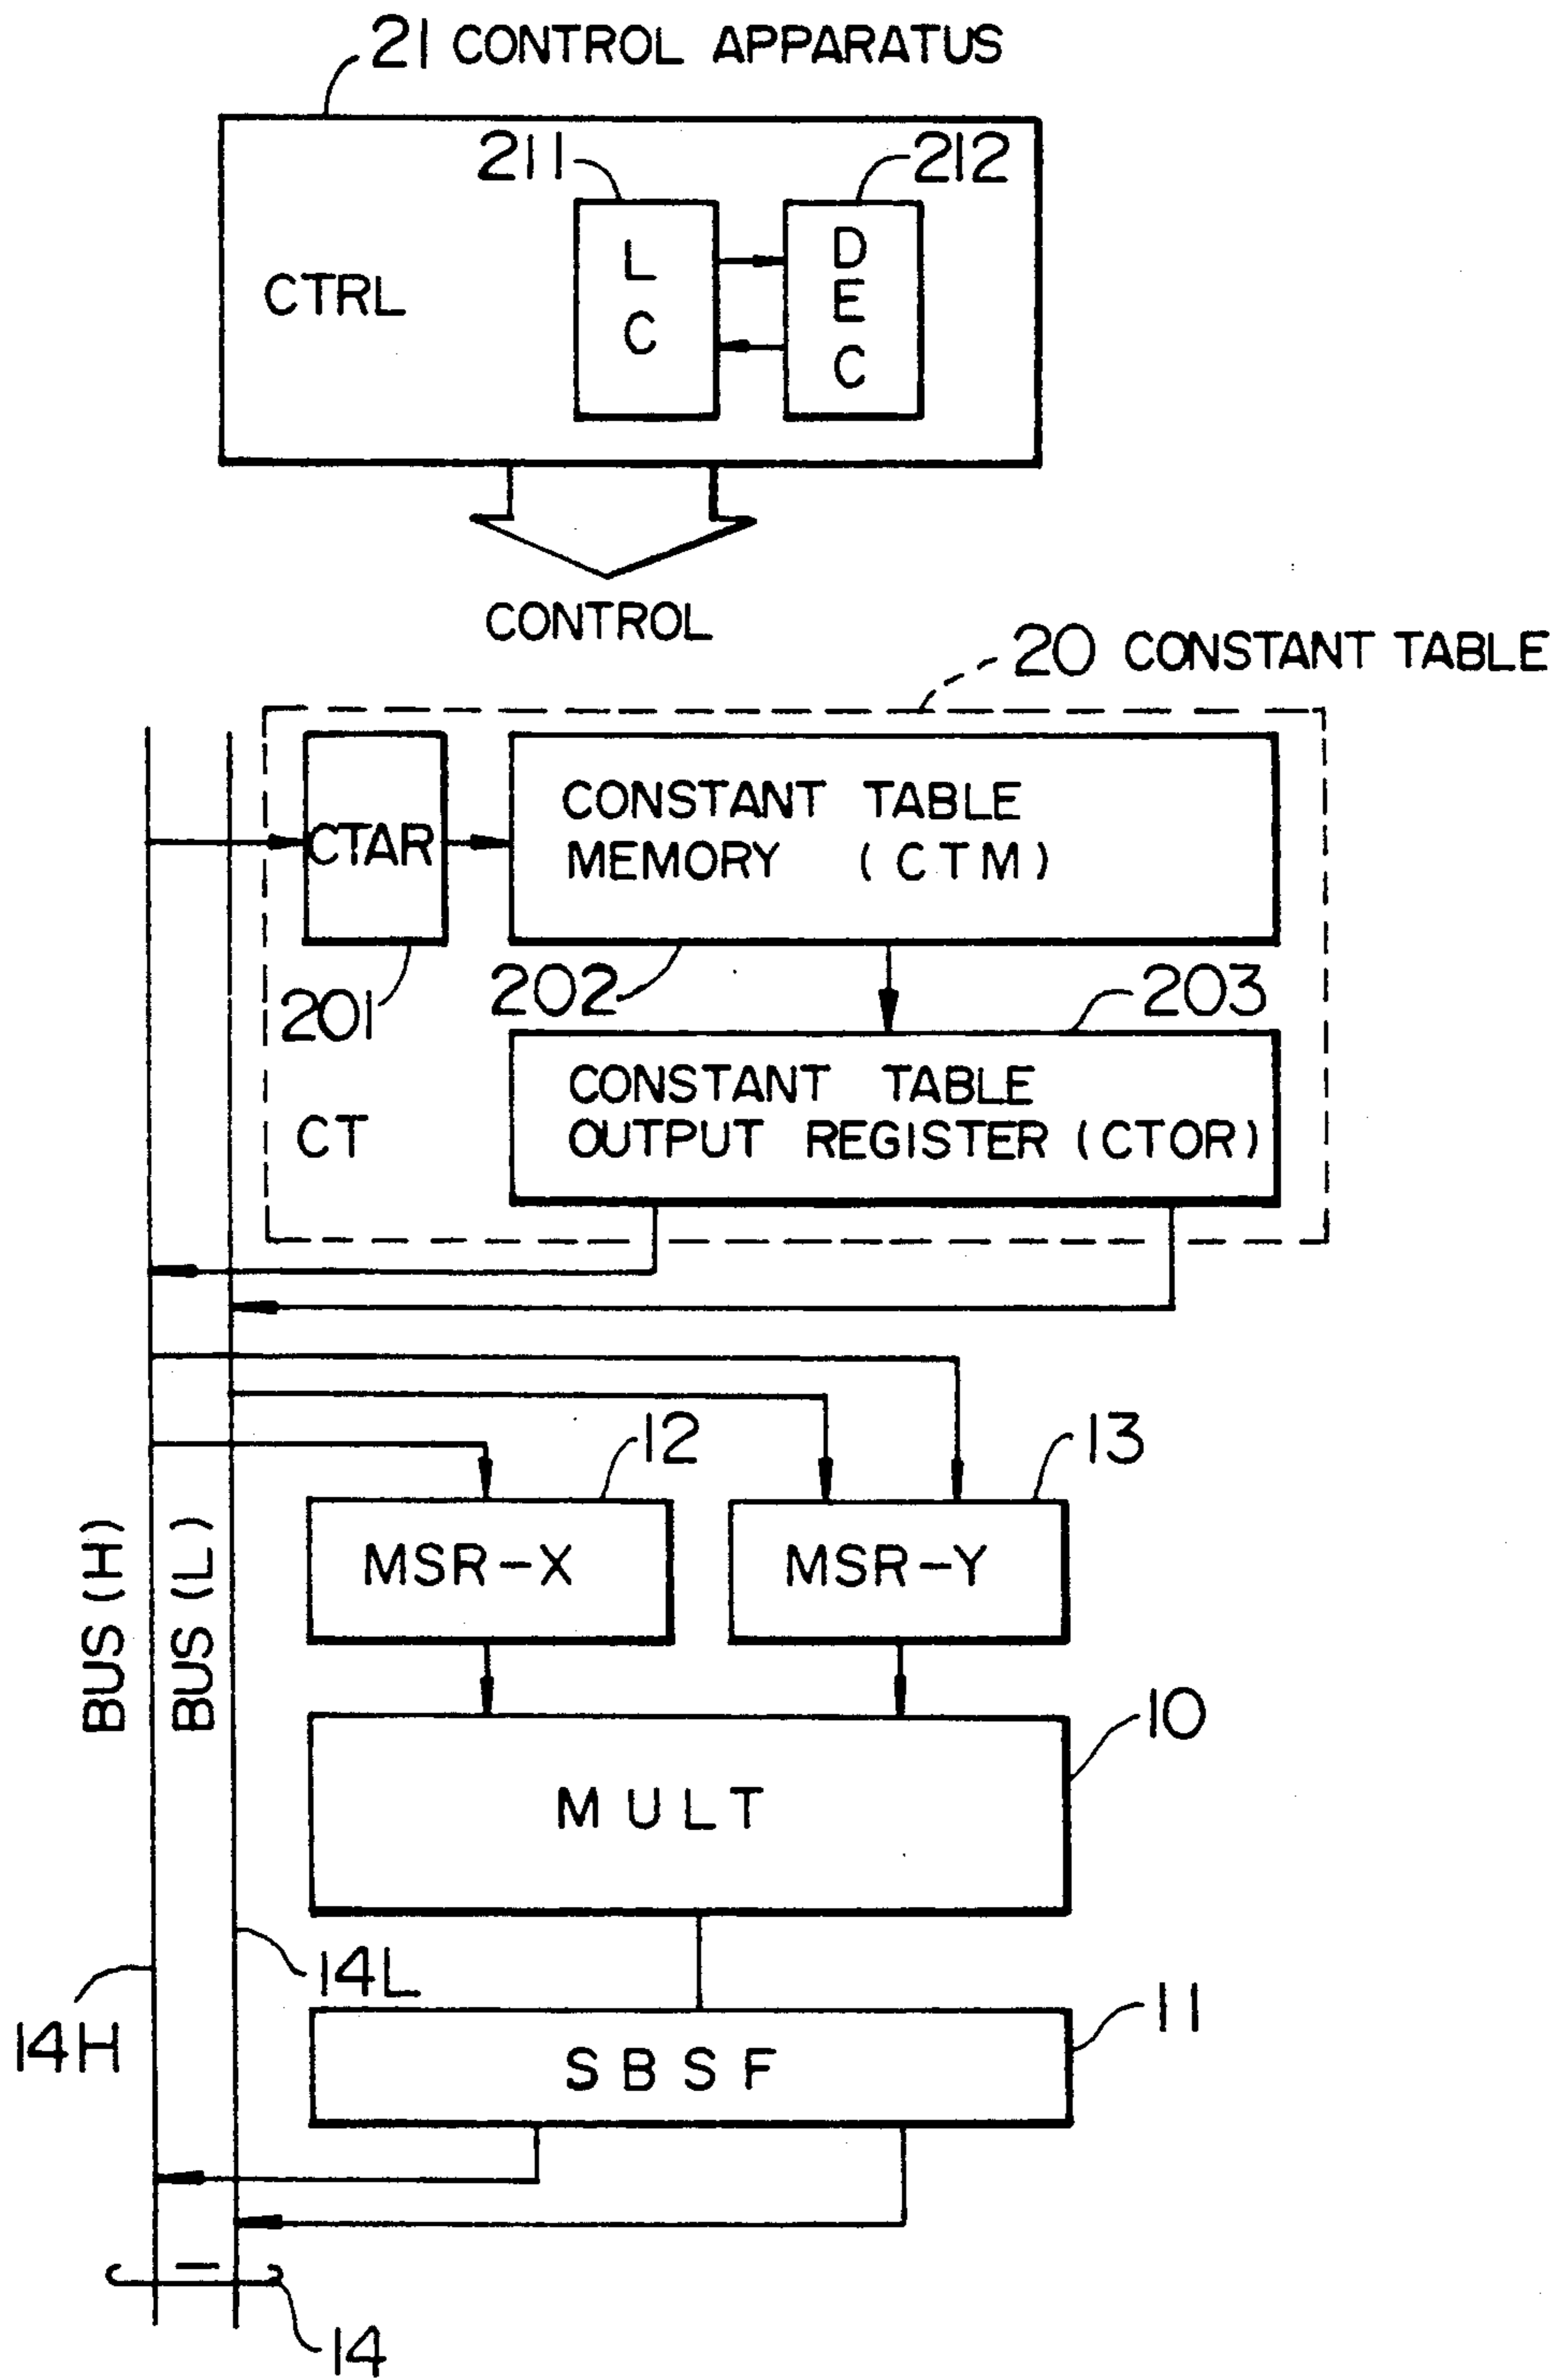 21 CONTROL APPARATUS
211
212
CTRL
L
C
D
E
C
CONTROL
20 CONSTANT TABLE
CTAR
CONSTANT TABLE
MEMORY (CTM)
201
202
203
CT
CONSTANT TABLE
OUTPUT REGISTER (CTOR)
12
13
BUS (H)
BUS (L)
MSR-X
MSR-Y
10
MULT
14L
14H
11
SBSF
14